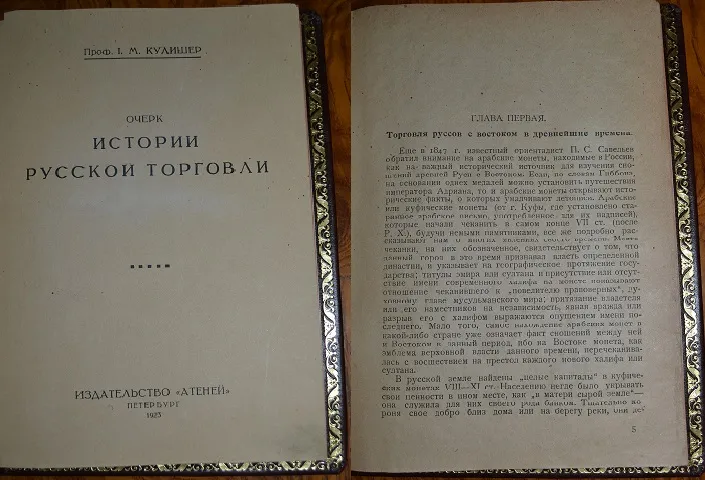 Проф. І. М. КУЛИШЕР
ОЧЕРК
ИСТОРИИ
РУССКОЙ ТОРГОВЛИ
ИЗДАТЕЛЬСТВО «АТЕНЕЙ»
ПЕТЕРБУРГ
1923
ГЛАВА ПЕРВАЯ.
Торговля руссов с востоком в древнейшие времена.
Еще в 1847 г. известный ориенталист П. С. Савельев
обратил внимание на арабские монеты, находимые в России,
как на важный исторический источник для изучения сно-
шений древней Руси с Востоком. Если, по словам Гиббона,
на основании одних медалей можно установить путешествия
императора Адриана, то и арабские монеты открывают исто-
рические факты, о которых умалчивают летописи. Арабские
или куфические монеты (от г. Куфы, где установлено ста-
ринное арабское письмо, употребленное для их надписей),
которые начали чеканить в самом конце VII ст. (после
Р. Х.), будучи немыми памятниками, все же подробно рас-
сказывают нам о многих явлениях своего времени. Место
чеканки, на них обозначенное, свидетельствует о том, что
данный город в это время признавал власть определенной
династии, и указывает на географическое протяжение госу-
дарства; титулы эмира или султана и присутствие или отсут-
ствие имени современного халифа на монете показывают
отношение чеканившего к „повелителю правоверных“, ду-
ховному главе мусульманского мира; притязание владетеля
или его наместников на независимость, явная вражда или
разрыв его с халифом выражаются опущением имени по-
следнего. Мало того, самое нахождение арабских монет в
какой-либо стране уже означает факт сношений между ней
и Востоком в данный период, ибо на Востоке монета, как
эмблема верховной власти данного времени, перечеканива-
лась с восшествием на престол каждого нового халифа или
султана.
В русской земле найдены „целые капиталы“ в куфиче-
ских монетах VIII—XI ст. Населению негде было укрывать
свои ценности в ином месте, как „в матери сырой земле“—
она служила для них своего рода банком. Тщательно хо-
роня свое добро близ дома или на берегу реки, они де-
5